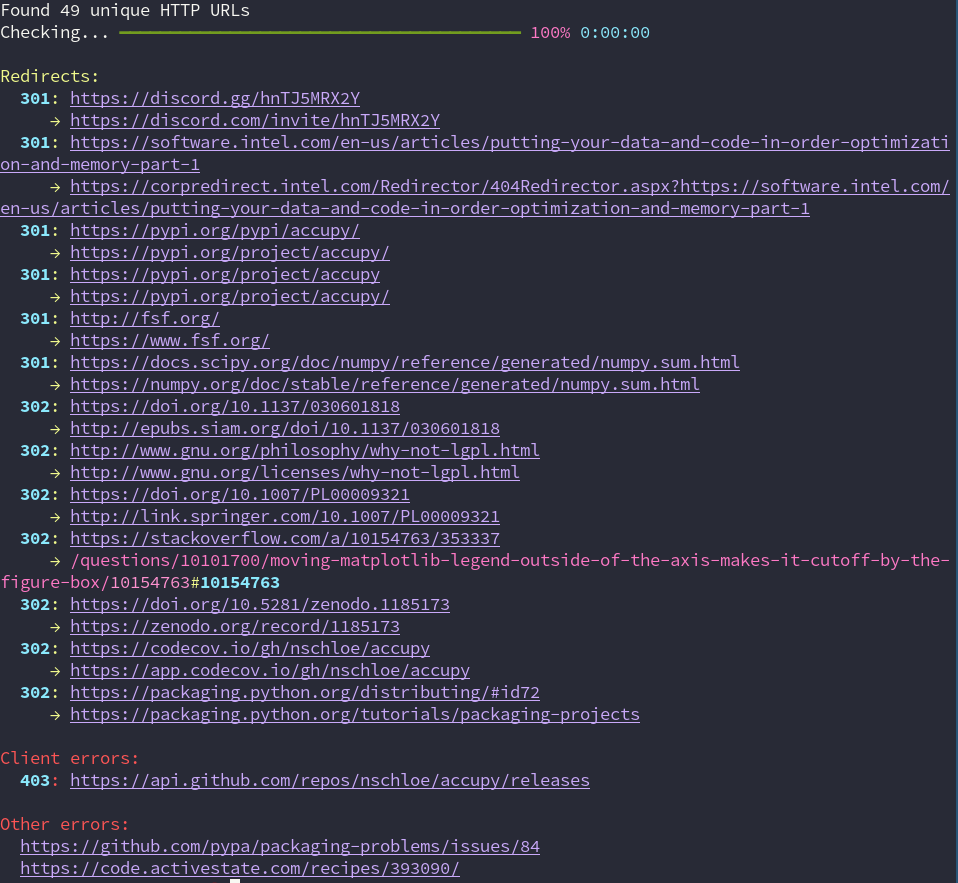 Found 49 unique HTTP URLs
Checking... 100% 0:00:00
Redirects:
301: https://discord.gg/hnTJ5MRX2Y
→ https://discord.com/invite/hnTJ5MRX2Y
301: https://software.intel.com/en-us/articles/putting-your-data-and-code-in-order-optimizati
on-and-memory-part-1
→ https://corpredirect.intel.com/Redirector/404Redirector.aspx?https://software.intel.com/
en-us/articles/putting-your-data-and-code-in-order-optimization-and-memory-part-1
301: https://pypi.org/pypi/accupy/
→ https://pypi.org/project/accupy/
301: https://pypi.org/project/accupy
→ https://pypi.org/project/accupy/
301: http://fsf.org/
→ https://www.fsf.org/
301: https://docs.scipy.org/doc/numpy/reference/generated/numpy.sum.html
→ https://numpy.org/doc/stable/reference/generated/numpy.sum.html
302: https://doi.org/10.1137/030601818
→ http://epubs.siam.org/doi/10.1137/030601818
302: http://www.gnu.org/philosophy/why-not-lgpl.html
→ http://www.gnu.org/licenses/why-not-lgpl.html
302: https://doi.org/10.1007/PL00009321
→ http://link.springer.com/10.1007/PL00009321
302: https://stackoverflow.com/a/10154763/353337
→ /questions/10101700/moving-matplotlib-legend-outside-of-the-axis-makes-it-cutoff-by-the-
figure-box/10154763#10154763
302: https://doi.org/10.5281/zenodo.1185173
→ https://zenodo.org/record/1185173
302: https://codecov.io/gh/nschloe/accupy
→ https://app.codecov.io/gh/nschloe/accupy
302: https://packaging.python.org/distributing/#id72
→ https://packaging.python.org/tutorials/packaging-projects
Client errors:
403: https://api.github.com/repos/nschloe/accupy/releases
Other errors:
https://github.com/pypa/packaging-problems/issues/84
https://code.activestate.com/recipes/393090/